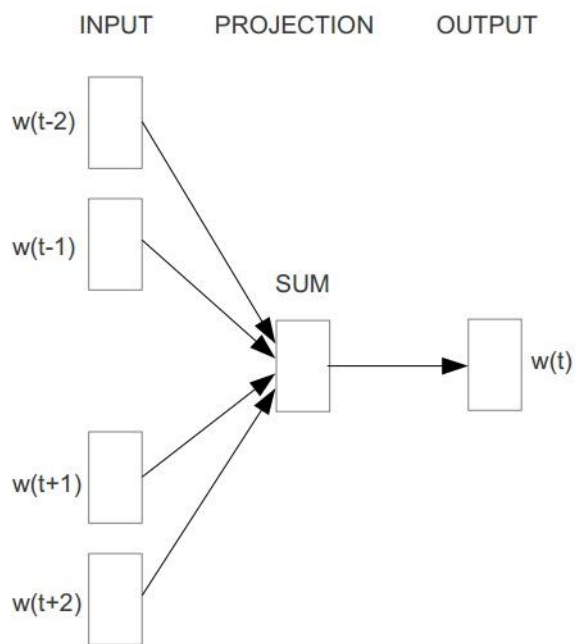 INPUT PROJECTION OUTPUT
w(t-2)
w(t-1)
SUM
w(t)
w(t+1)
w(t+2)